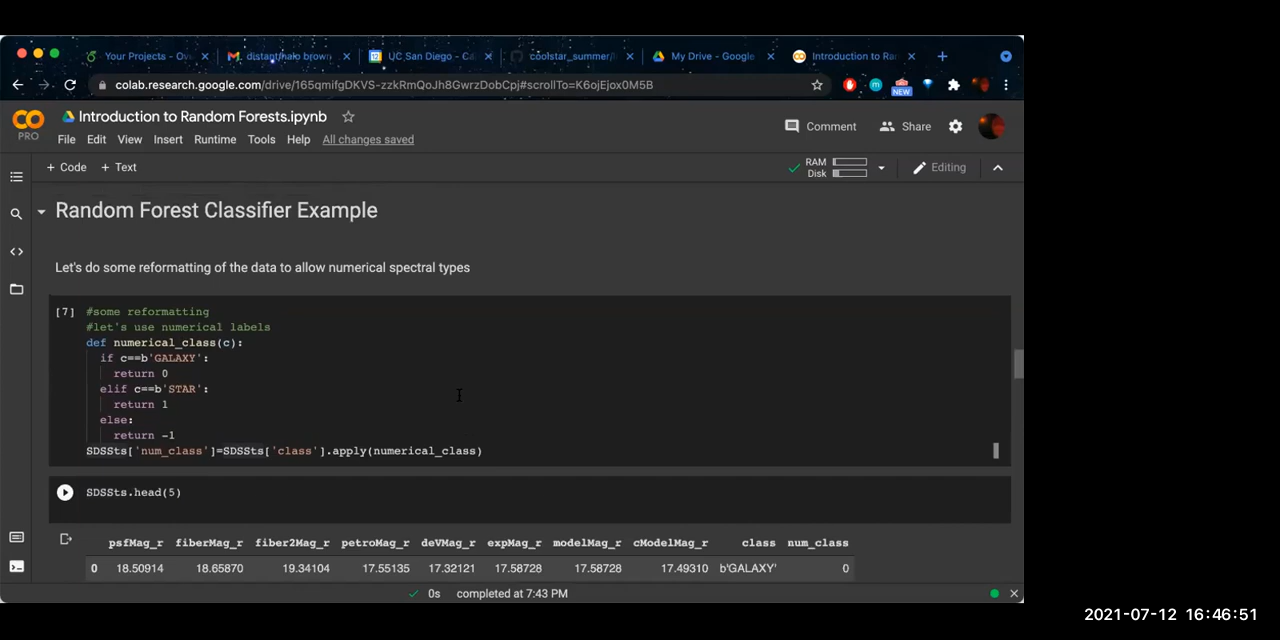 Your Projects - Ov
distanthalo brown
UC San Diego - Ca
coolstar_summer/
My Drive - Google
Introduction to Ra
colab.research.google.com/drive/165qmifgDKVS-zzkRmQoJh8GwrzDobCpj#scrollTo=K6ojEjox0M5B
NEW
PRO
Introduction to Random Forests.ipynb
Comment
Share
File Edit View Insert Runtime Tools Help All changes saved
+ Code + Text
RAM
Disk
Editing
Random Forest Classifier Example
Let's do some reformatting of the data to allow numerical spectral types
[7] #some reformatting
#let's use numerical labels
def numerical_class(c):
if c==b'GALAXY':
return 0
elif c==b'STAR':
return 1
else:
return -1
SDSSts['num_class']=SDSSts['class'].apply(numerical_class)
SDSSts.head(5)
psfMag_r fiberMag_r fiber2Mag_r petroMag_r deVMag_r expMag_r modelMag_r cModelMag_r class num_class
0 18.50914 18.65870 19.34104 17.55135 17.32121 17.58728 17.58728 17.49310 b'GALAXY' 0
0s completed at 7:43 PM
2021-07-12 16:46:51